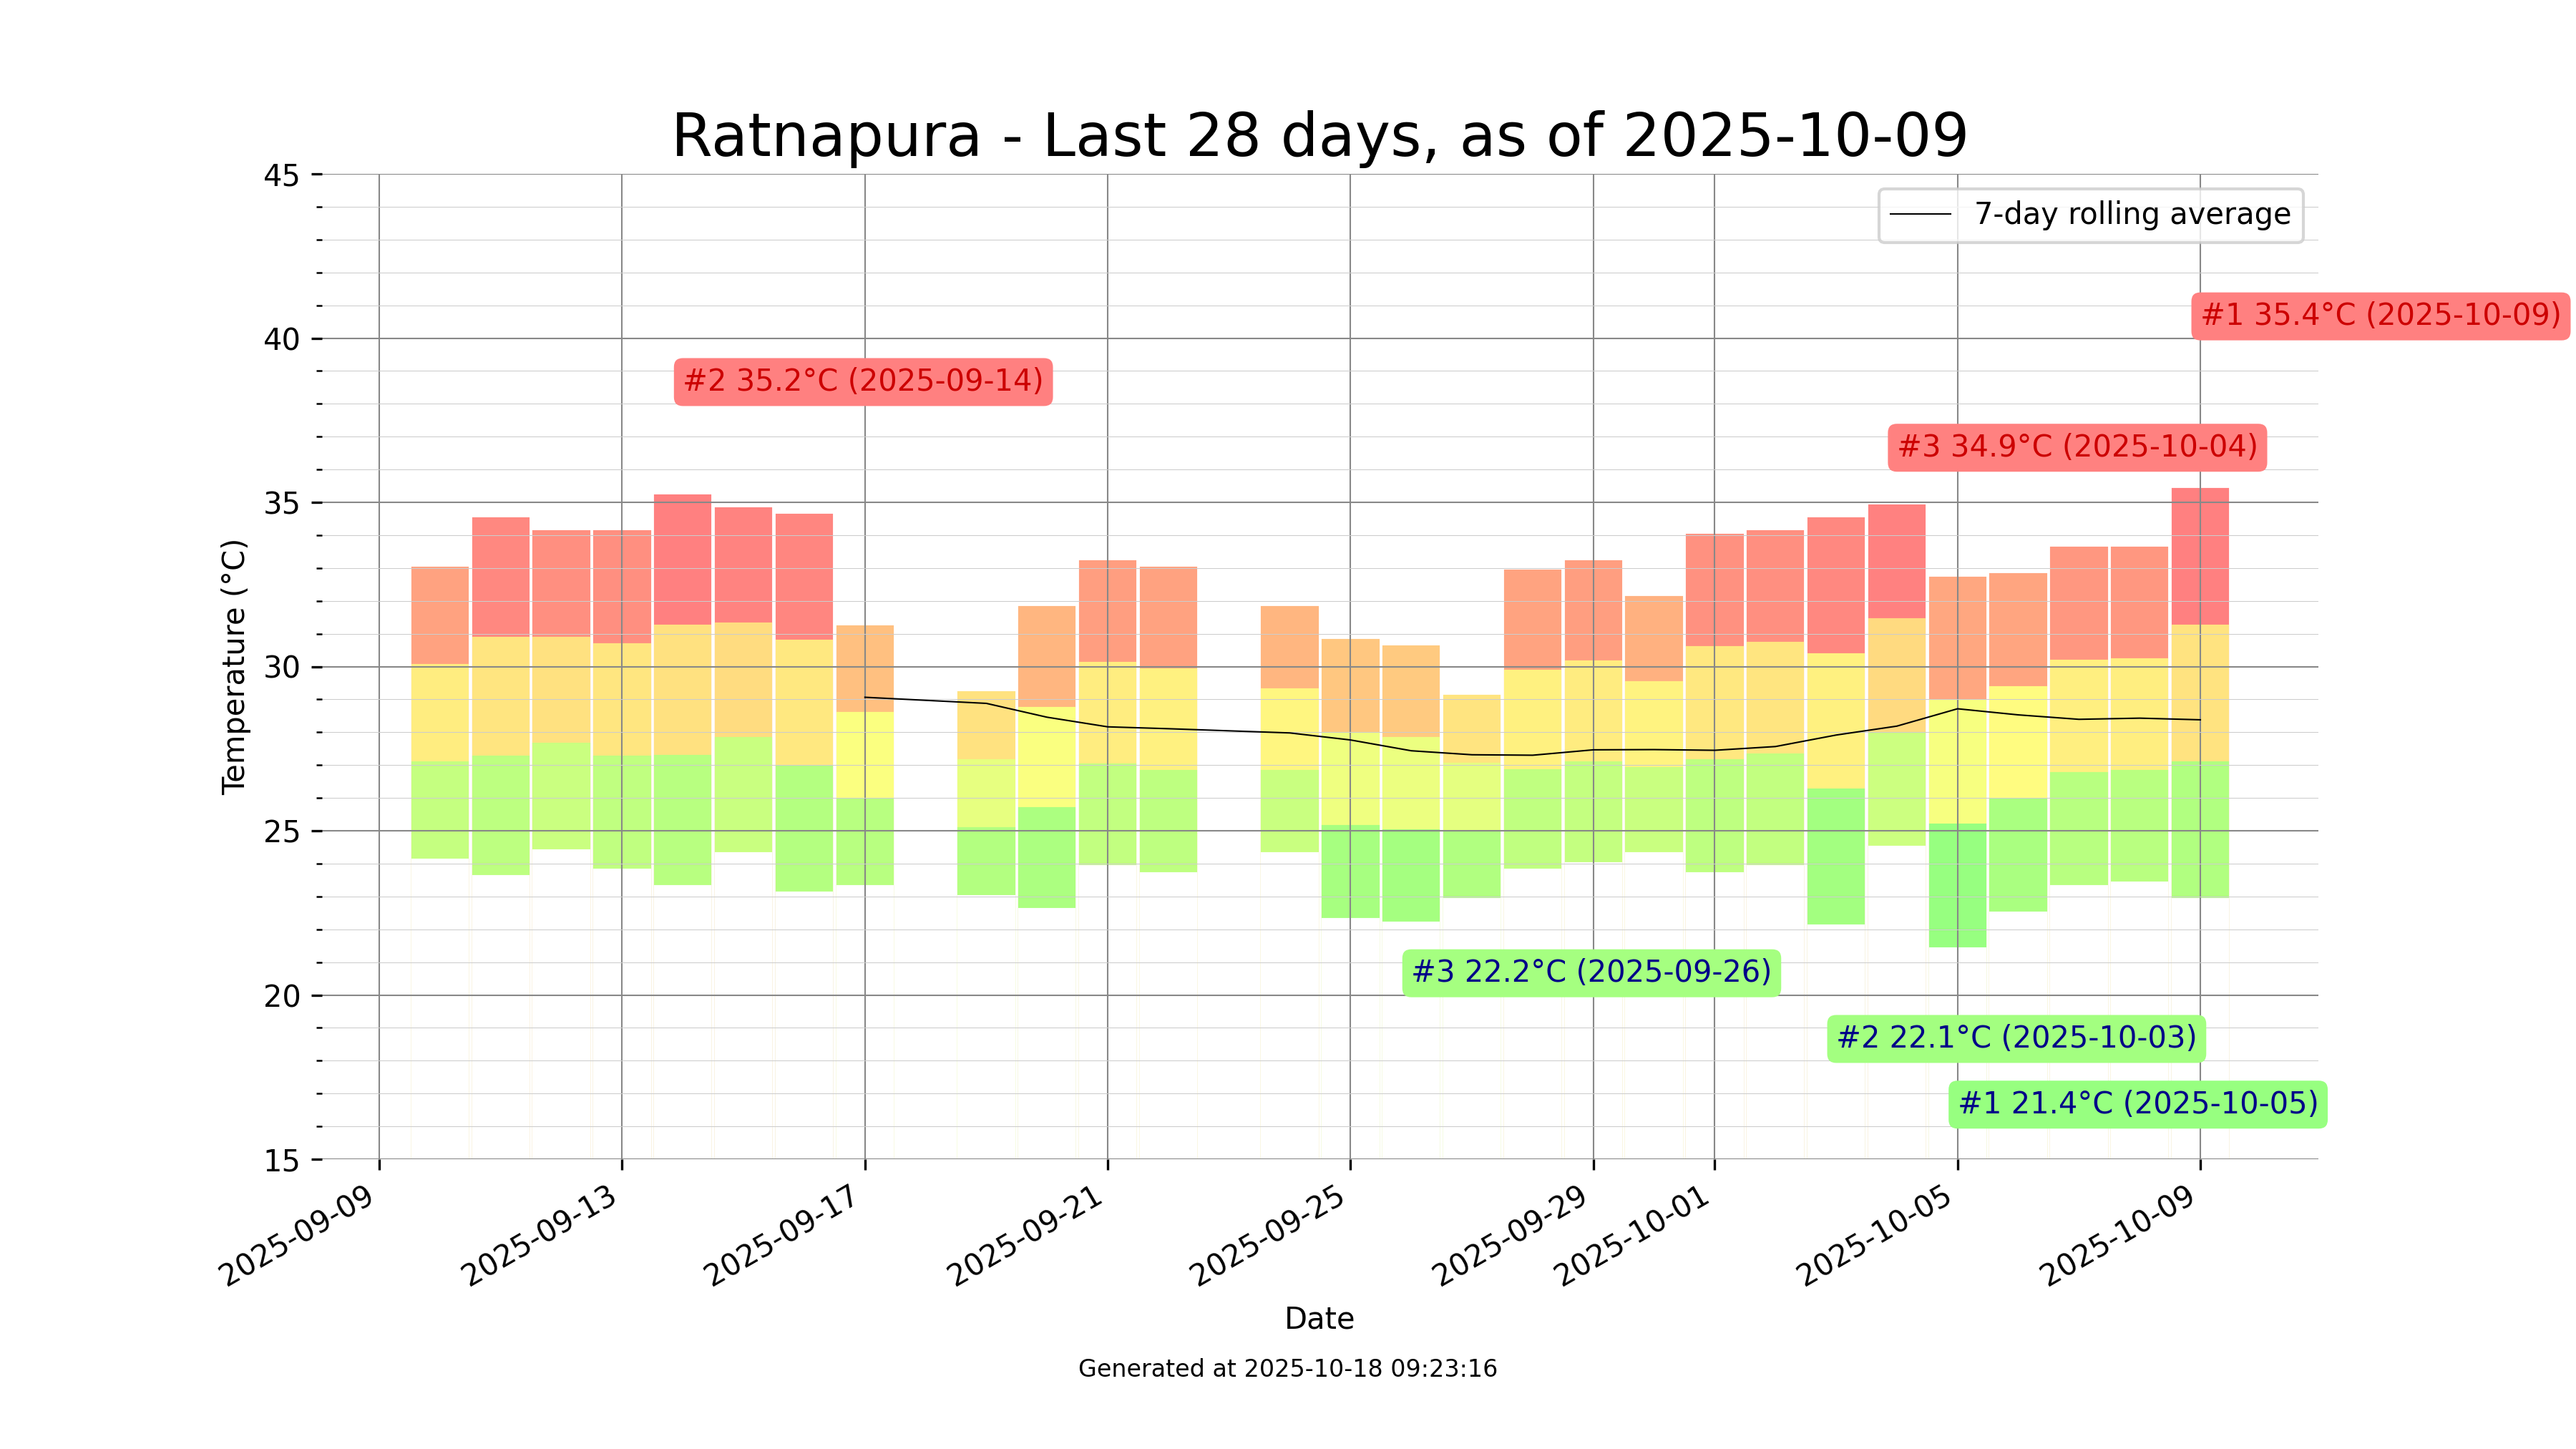 Ratnapura - Last 28 days, as of 2025-10-09
7-day rolling average
#1 35.4°C (2025-10-09)
#2 35.2°C (2025-09-14)
#3 34.9°C (2025-10-04)
#3 22.2°C (2025-09-26)
#2 22.1°C (2025-10-03)
#1 21.4°C (2025-10-05)
Temperature (°C)
45
40
35
30
25
20
15
2025-09-09
2025-09-13
2025-09-17
2025-09-21
2025-09-25
2025-09-29
2025-10-01
2025-10-05
2025-10-09
Date
Generated at 2025-10-18 09:23:16